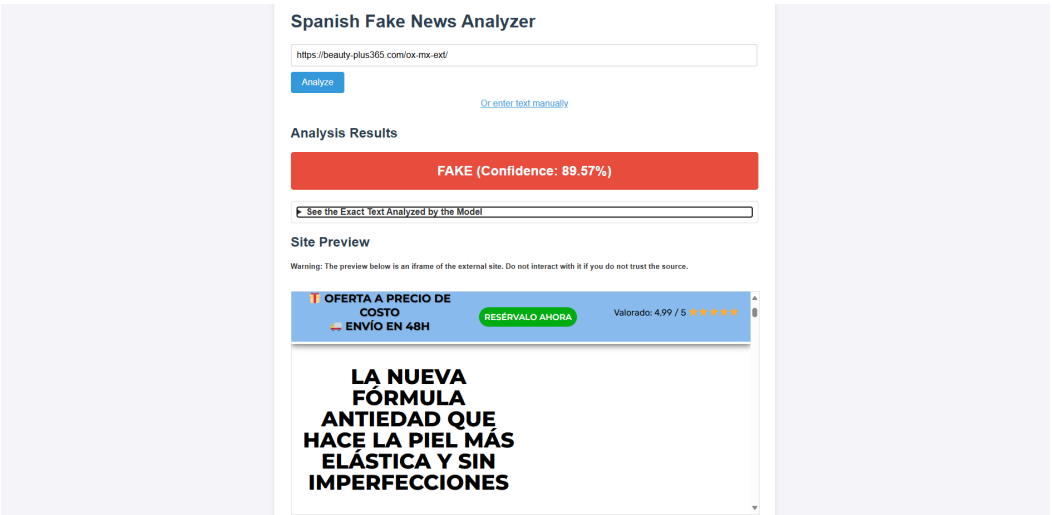 Spanish Fake News Analyzer
https://beauty-plus365.com/ox-mx-ext/
Analyze
Or enter text manually
Analysis Results
FAKE (Confidence: 89.57%)
▶ See the Exact Text Analyzed by the Model
Site Preview
Warning: The preview below is an iframe of the external site. Do not interact with it if you do not trust the source.
🎁 OFERTA A PRECIO DE
COSTO
🚚 ENVÍO EN 48H
RESÉRVALO AHORA
Valorado: 4,99 / 5 ★★★★★
LA NUEVA
FÓRMULA
ANTIEDAD QUE
HACE LA PIEL MÁS
ELÁSTICA Y SIN
IMPERFECCIONES